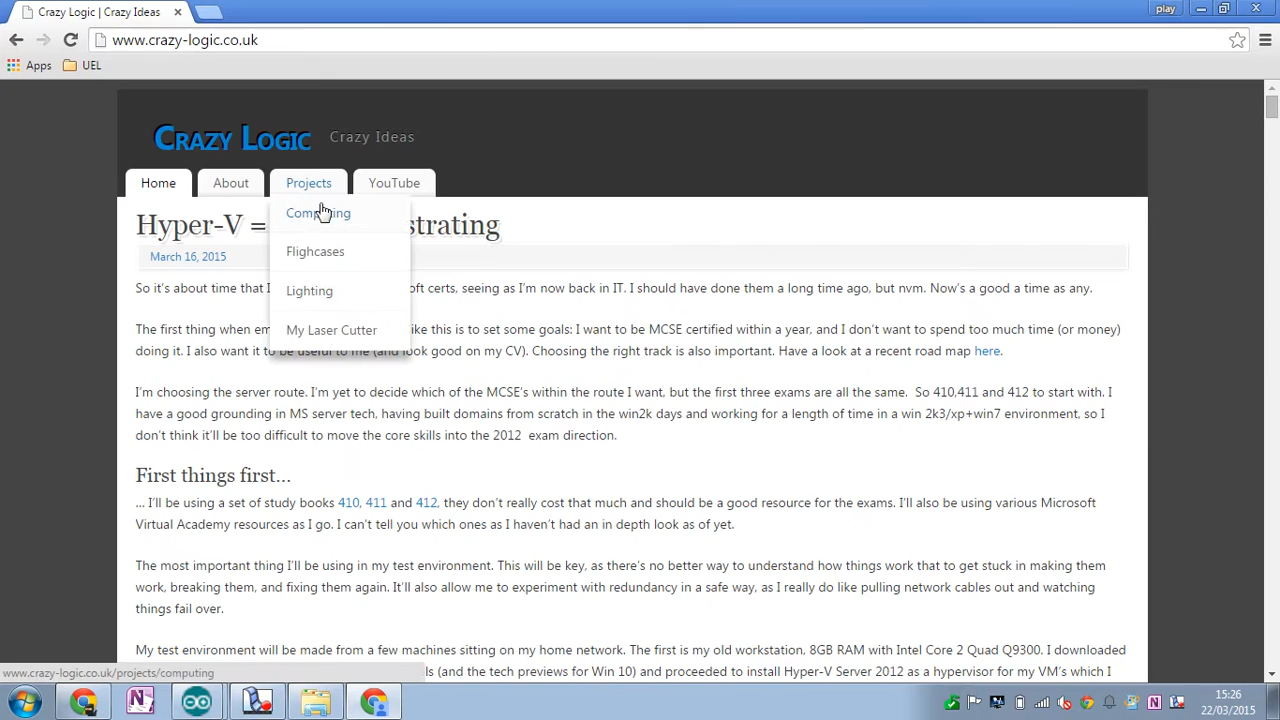 Crazy Logic | Crazy Ideas
play
www.crazy-logic.co.uk
Apps UEL
Crazy Logic Crazy Ideas
Home About Projects YouTube
Computing
Flighcases
Lighting
My Laser Cutter
Hyper-V = strating
March 16, 2015
So it's about time that I oft certs, seeing as I'm now back in IT. I should have done them a long time ago, but nvm. Now's a good a time as any.
The first thing when em like this is to set some goals: I want to be MCSE certified within a year, and I don't want to spend too much time (or money)
doing it. I also want it to be useful to me (and look good on my CV). Choosing the right track is also important. Have a look at a recent road map here.
I'm choosing the server route. I'm yet to decide which of the MCSE's within the route I want, but the first three exams are all the same. So 410,411 and 412 to start with. I
have a good grounding in MS server tech, having built domains from scratch in the win2k days and working for a length of time in a win 2k3/xp+win7 environment, so I
don't think it'll be too difficult to move the core skills into the 2012 exam direction.
First things first...
... I'll be using a set of study books 410, 411 and 412, they don't really cost that much and should be a good resource for the exams. I'll also be using various Microsoft
Virtual Academy resources as I go. I can't tell you which ones as I haven't had an in depth look as of yet.
The most important thing I'll be using in my test environment. This will be key, as there's no better way to understand how things work that to get stuck in making them
work, breaking them, and fixing them again. It'll also allow me to experiment with redundancy in a safe way, as I really do like pulling network cables out and watching
things fail over.
My test environment will be made from a few machines sitting on my home network. The first is my old workstation, 8GB RAM with Intel Core 2 Quad Q9300. I downloaded
ls (and the tech previews for Win 10) and proceeded to install Hyper-V Server 2012 as a hypervisor for my VM's which I
www.crazy-logic.co.uk/projects/computing
15:26
22/03/2015